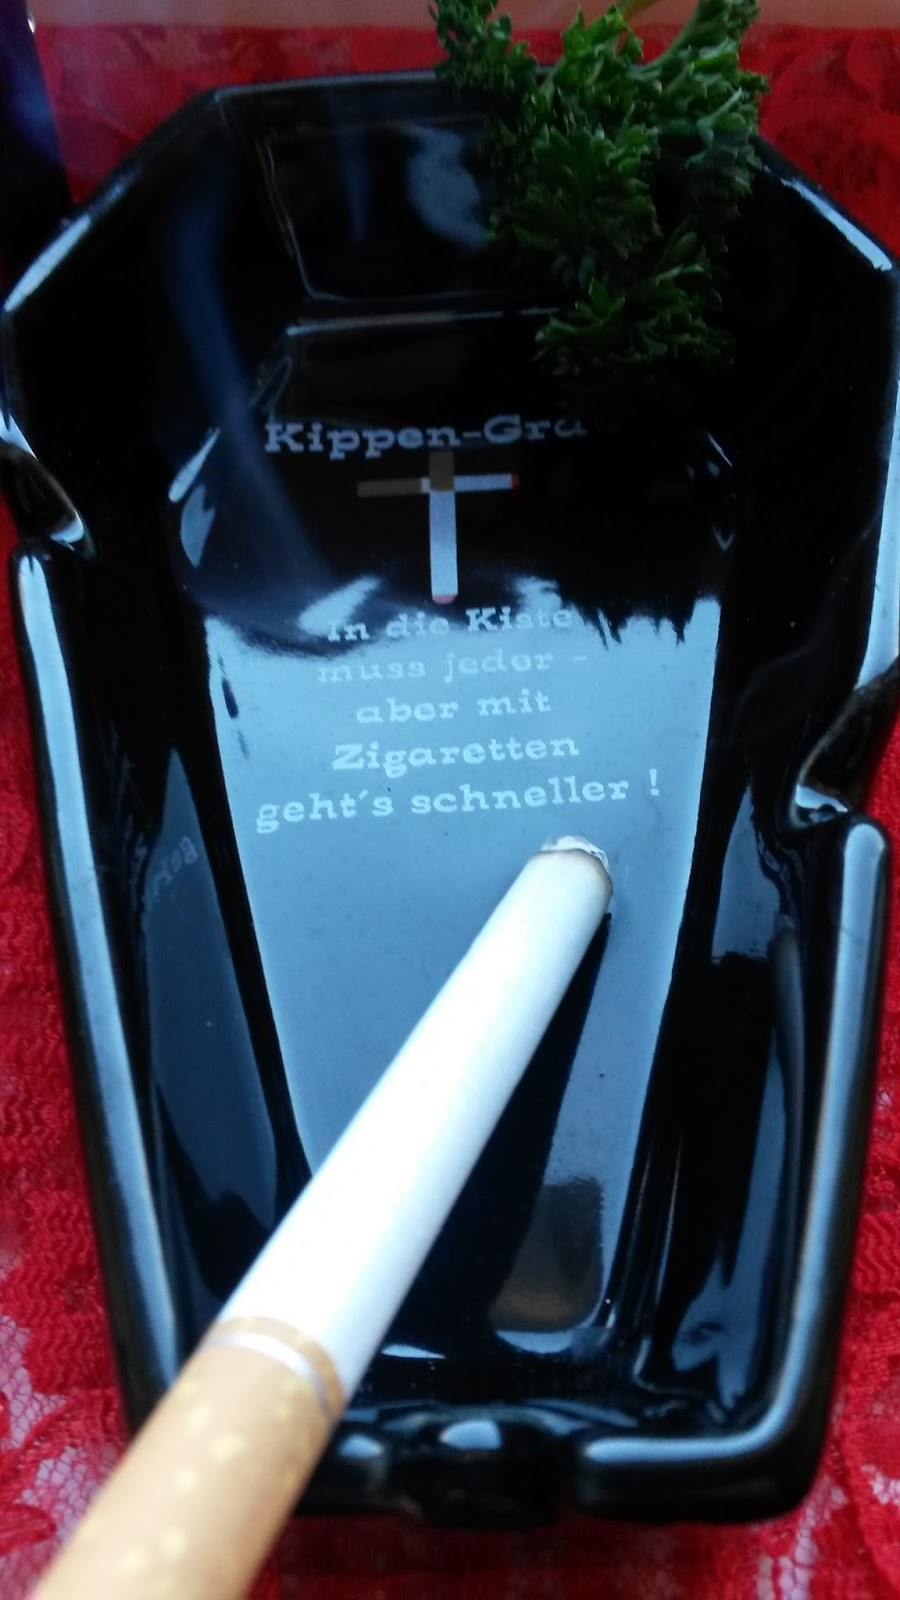 Kippen-Gra
In die Kiste
muss jeder -
aber mit
Zigaretten
geht's schneller !